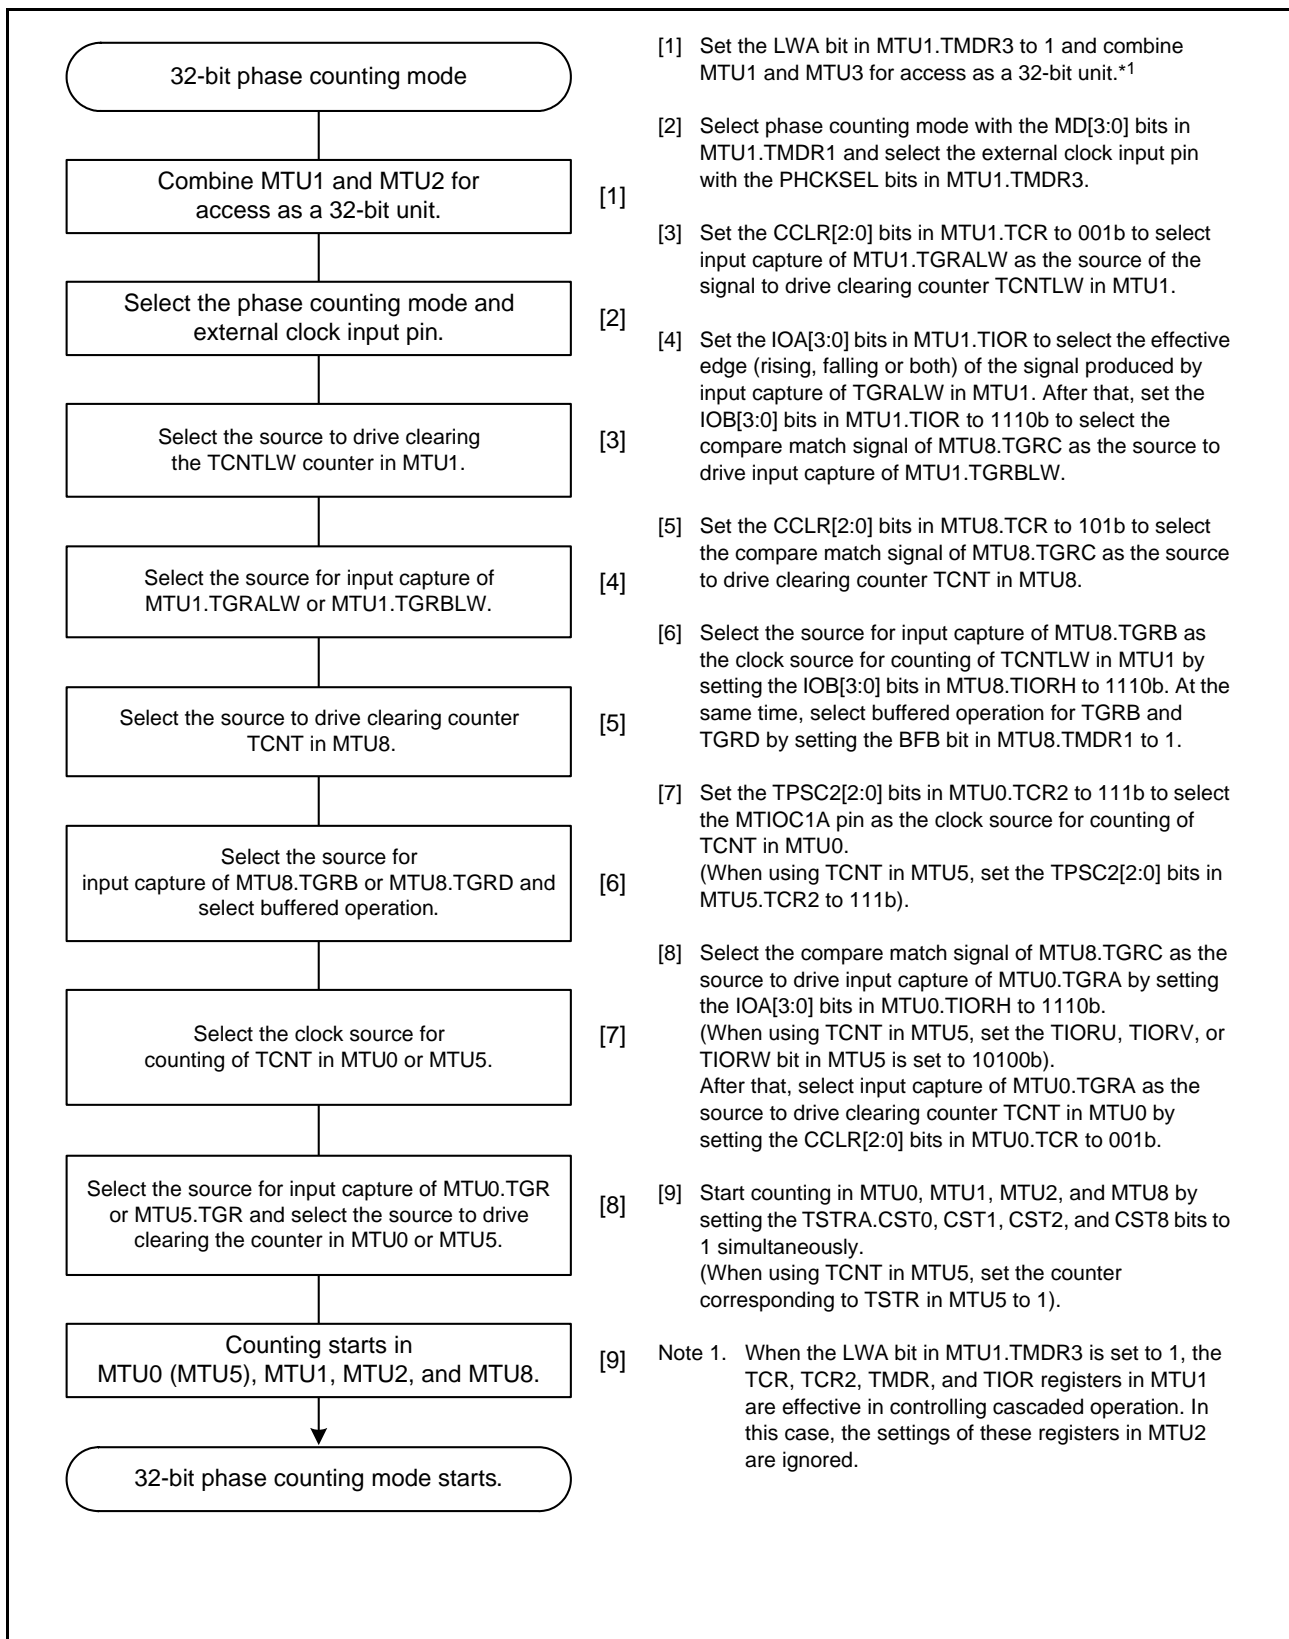 32-bit phase counting mode
Combine MTU1 and MTU2 for
access as a 32-bit unit.
[1]
Select the phase counting mode and
external clock input pin.
[2]
Select the source to drive clearing
the TCNTLW counter in MTU1.
[3]
Select the source for input capture of
MTU1.TGRALW or MTU1.TGRBLW.
[4]
Select the source to drive clearing counter
TCNT in MTU8.
[5]
Select the source for
input capture of MTU8.TGRB or MTU8.TGRD and
select buffered operation.
[6]
Select the clock source for
counting of TCNT in MTU0 or MTU5.
[7]
Select the source for input capture of MTU0.TGR
or MTU5.TGR and select the source to drive
clearing the counter in MTU0 or MTU5.
[8]
Counting starts in
MTU0 (MTU5), MTU1, MTU2, and MTU8.
[9]
32-bit phase counting mode starts.
[1] Set the LWA bit in MTU1.TMDR3 to 1 and combine
MTU1 and MTU3 for access as a 32-bit unit.*1
[2] Select phase counting mode with the MD[3:0] bits in
MTU1.TMDR1 and select the external clock input pin
with the PHCKSEL bits in MTU1.TMDR3.
[3] Set the CCLR[2:0] bits in MTU1.TCR to 001b to select
input capture of MTU1.TGRALW as the source of the
signal to drive clearing counter TCNTLW in MTU1.
[4] Set the IOA[3:0] bits in MTU1.TIOR to select the effective
edge (rising, falling or both) of the signal produced by
input capture of TGRALW in MTU1. After that, set the
IOB[3:0] bits in MTU1.TIOR to 1110b to select the
compare match signal of MTU8.TGRC as the source to
drive input capture of MTU1.TGRBLW.
[5] Set the CCLR[2:0] bits in MTU8.TCR to 101b to select
the compare match signal of MTU8.TGRC as the source
to drive clearing counter TCNT in MTU8.
[6] Select the source for input capture of MTU8.TGRB as
the clock source for counting of TCNTLW in MTU1 by
setting the IOB[3:0] bits in MTU8.TIORH to 1110b. At the
same time, select buffered operation for TGRB and
TGRD by setting the BFB bit in MTU8.TMDR1 to 1.
[7] Set the TPSC2[2:0] bits in MTU0.TCR2 to 111b to select
the MTIOC1A pin as the clock source for counting of
TCNT in MTU0.
(When using TCNT in MTU5, set the TPSC2[2:0] bits in
MTU5.TCR2 to 111b).
[8] Select the compare match signal of MTU8.TGRC as the
source to drive input capture of MTU0.TGRA by setting
the IOA[3:0] bits in MTU0.TIORH to 1110b.
(When using TCNT in MTU5, set the TIORU, TIORV, or
TIORW bit in MTU5 is set to 10100b).
After that, select input capture of MTU0.TGRA as the
source to drive clearing counter TCNT in MTU0 by
setting the CCLR[2:0] bits in MTU0.TCR to 001b.
[9] Start counting in MTU0, MTU1, MTU2, and MTU8 by
setting the TSTRA.CST0, CST1, CST2, and CST8 bits to
1 simultaneously.
(When using TCNT in MTU5, set the counter
corresponding to TSTR in MTU5 to 1).
Note 1. When the LWA bit in MTU1.TMDR3 is set to 1, the
TCR, TCR2, TMDR, and TIOR registers in MTU1
are effective in controlling cascaded operation. In
this case, the settings of these registers in MTU2
are ignored.